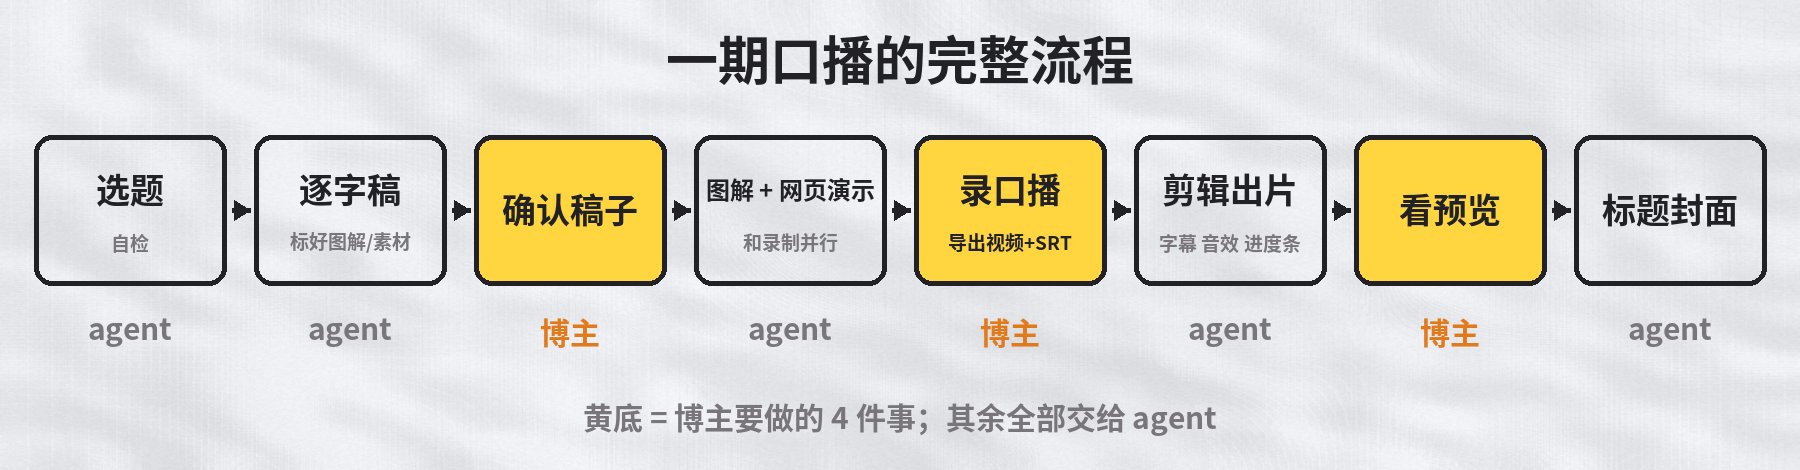 一期口播的完整流程
选题
自检
agent
逐字稿
标好图解/素材
agent
确认稿子
博主
图解 + 网页演示
和录制并行
agent
录口播
导出视频+SRT
博主
剪辑出片
字幕 音效 进度条
agent
看预览
博主
标题封面
agent
黄底 = 博主要做的 4 件事；其余全部交给 agent